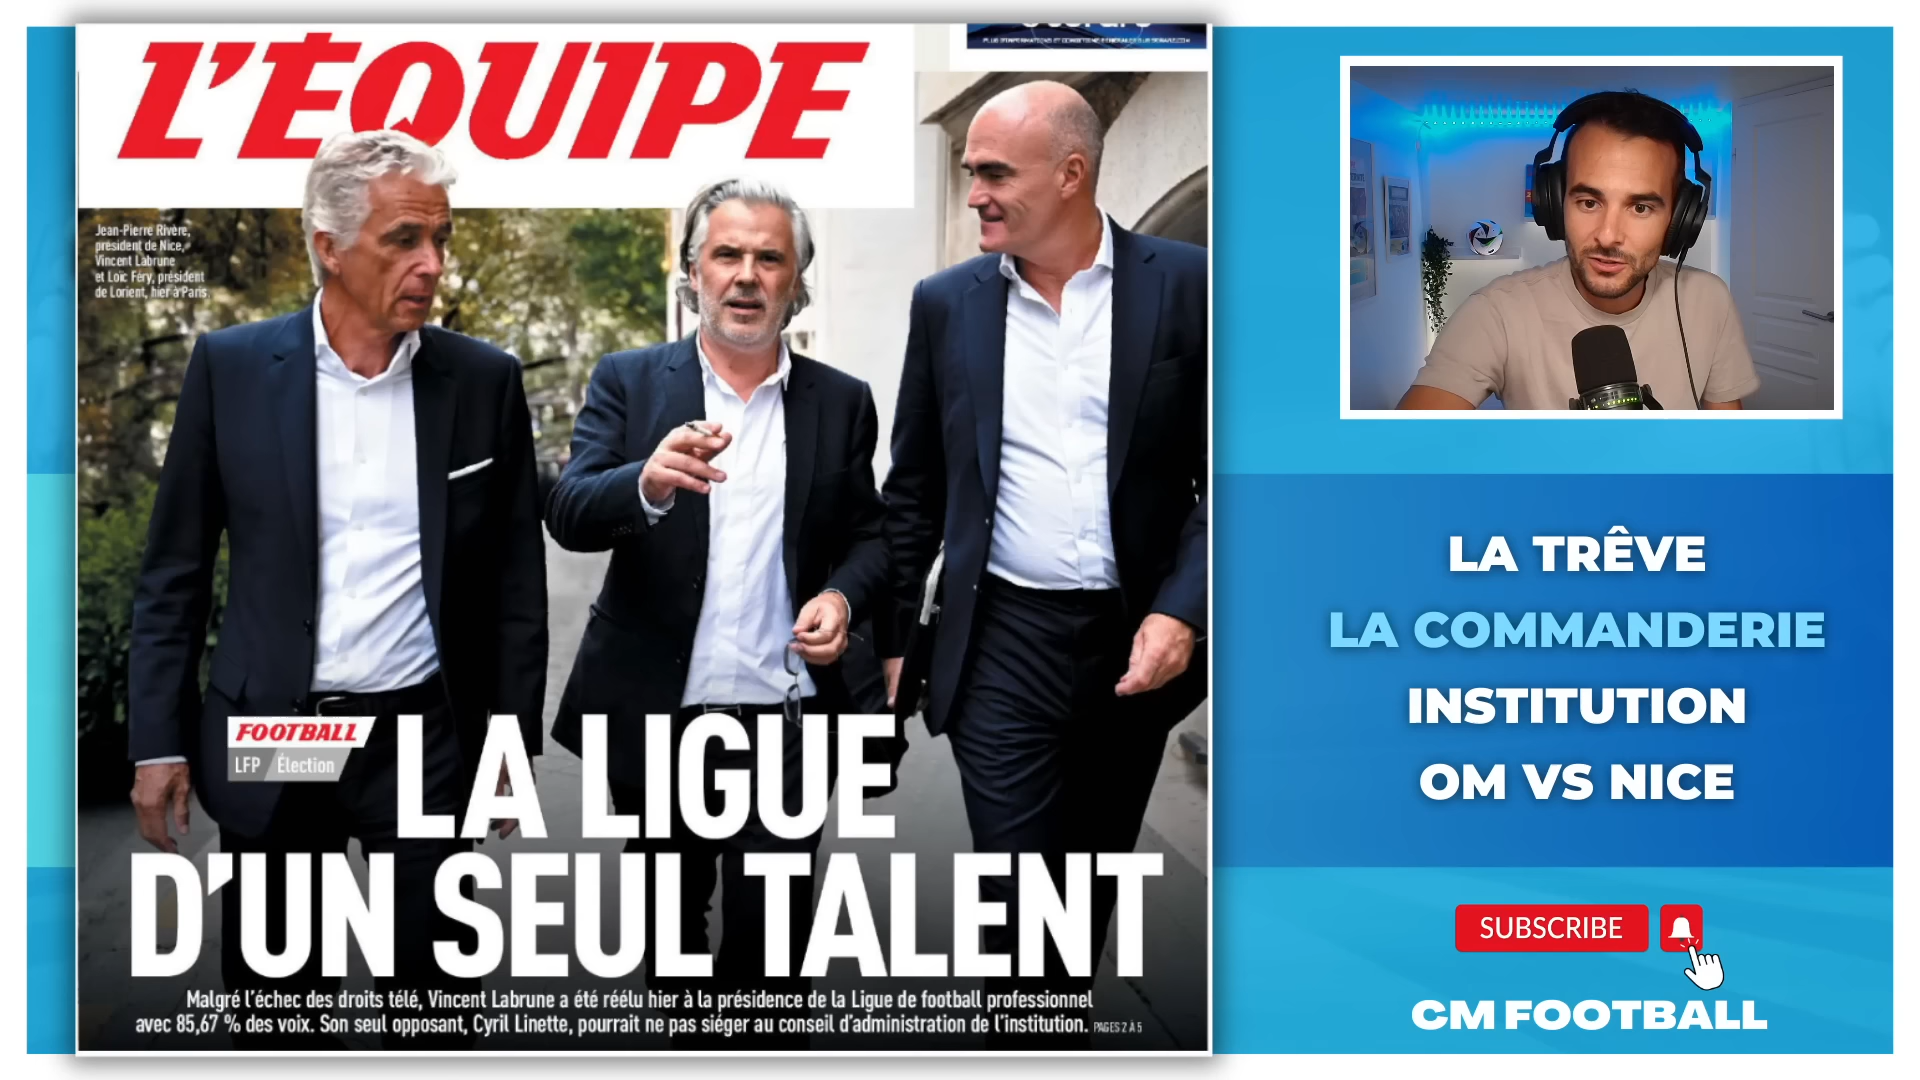 L'ÉQUIPE
PLUS D'INFORMATIONS ET CONDITIONS
Jean-Pierre Rivère,
président de Nice,
Vincent Labrune
et Loïc Féry, président
de Lorient, hier à Paris.
FOOTBALL
LFP / Élection
LA LIGUE
D'UN SEUL TALENT
Malgré l'échec des droits télé, Vincent Labrune a été réélu hier à la présidence de la Ligue de football professionnel
avec 85,67 % des voix. Son seul opposant, Cyril Linette, pourrait ne pas siéger au conseil d'administration de l'institution. PAGES 2 À 5
LA TRÊVE
LA COMMANDERIE
INSTITUTION
OM VS NICE
SUBSCRIBE
CM FOOTBALL